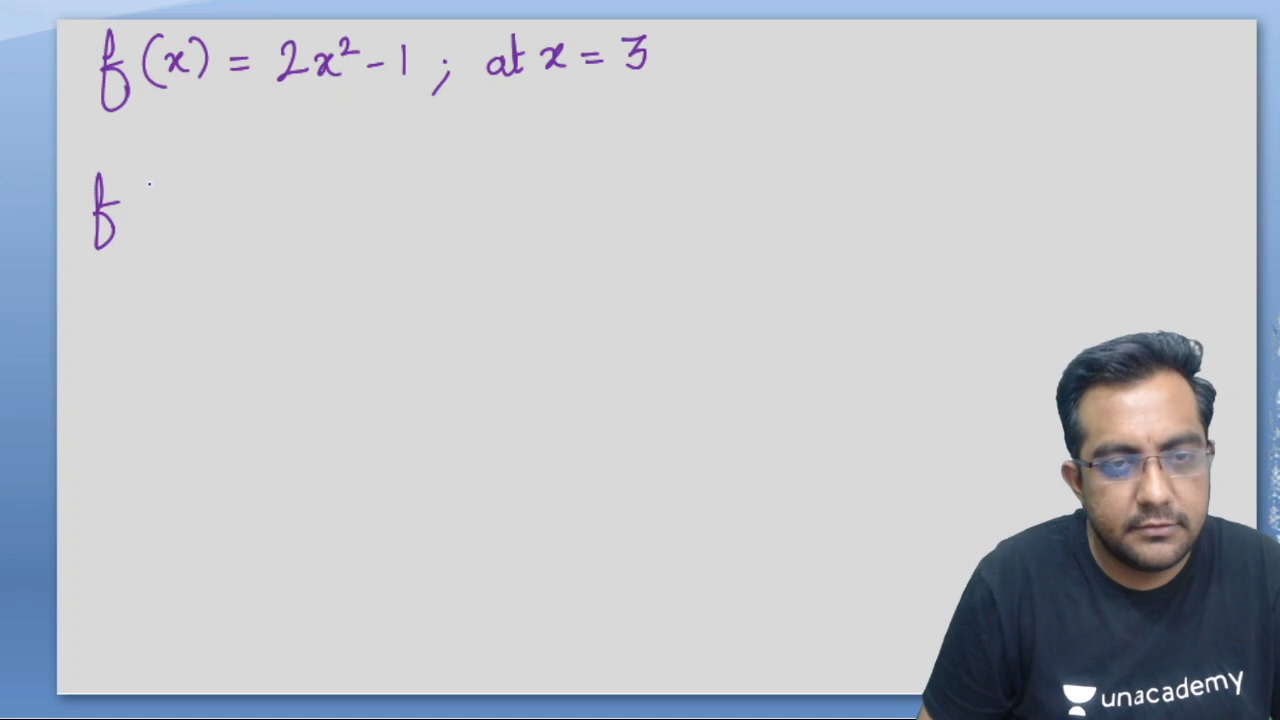 f(x) = 2x² - 1 ; at x = 3
f
unacademy